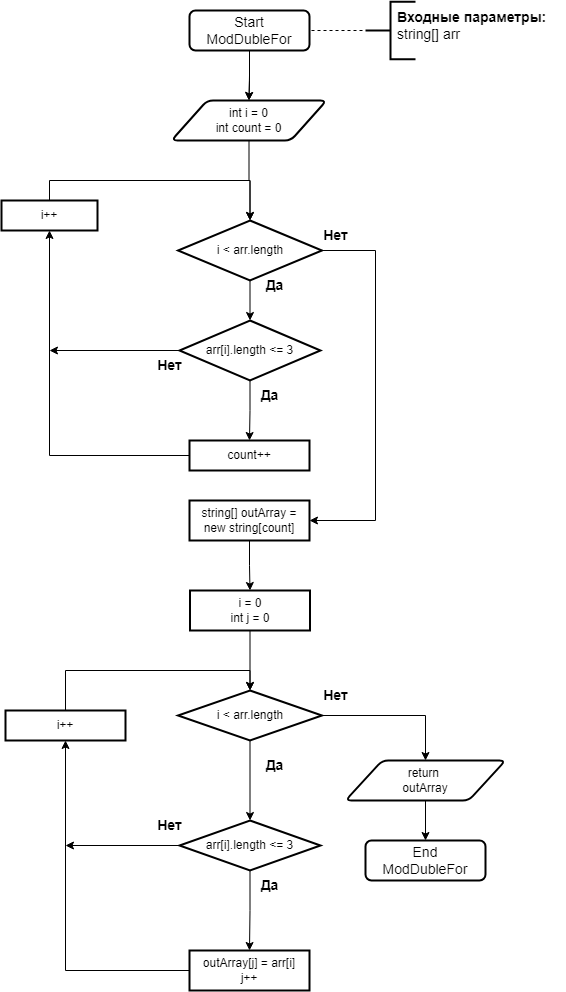 Start
ModDubleFor
Входные параметры:
string[] arr
int i = 0
int count = 0
i++
i < arr.length
Нет
Да
arr[i].length <= 3
Нет
Да
count++
string[] outArray =
new string[count]
i = 0
int j = 0
i++
i < arr.length
Нет
Да
return
outArray
arr[i].length <= 3
Нет
Да
End
ModDubleFor
outArray[j] = arr[i]
j++